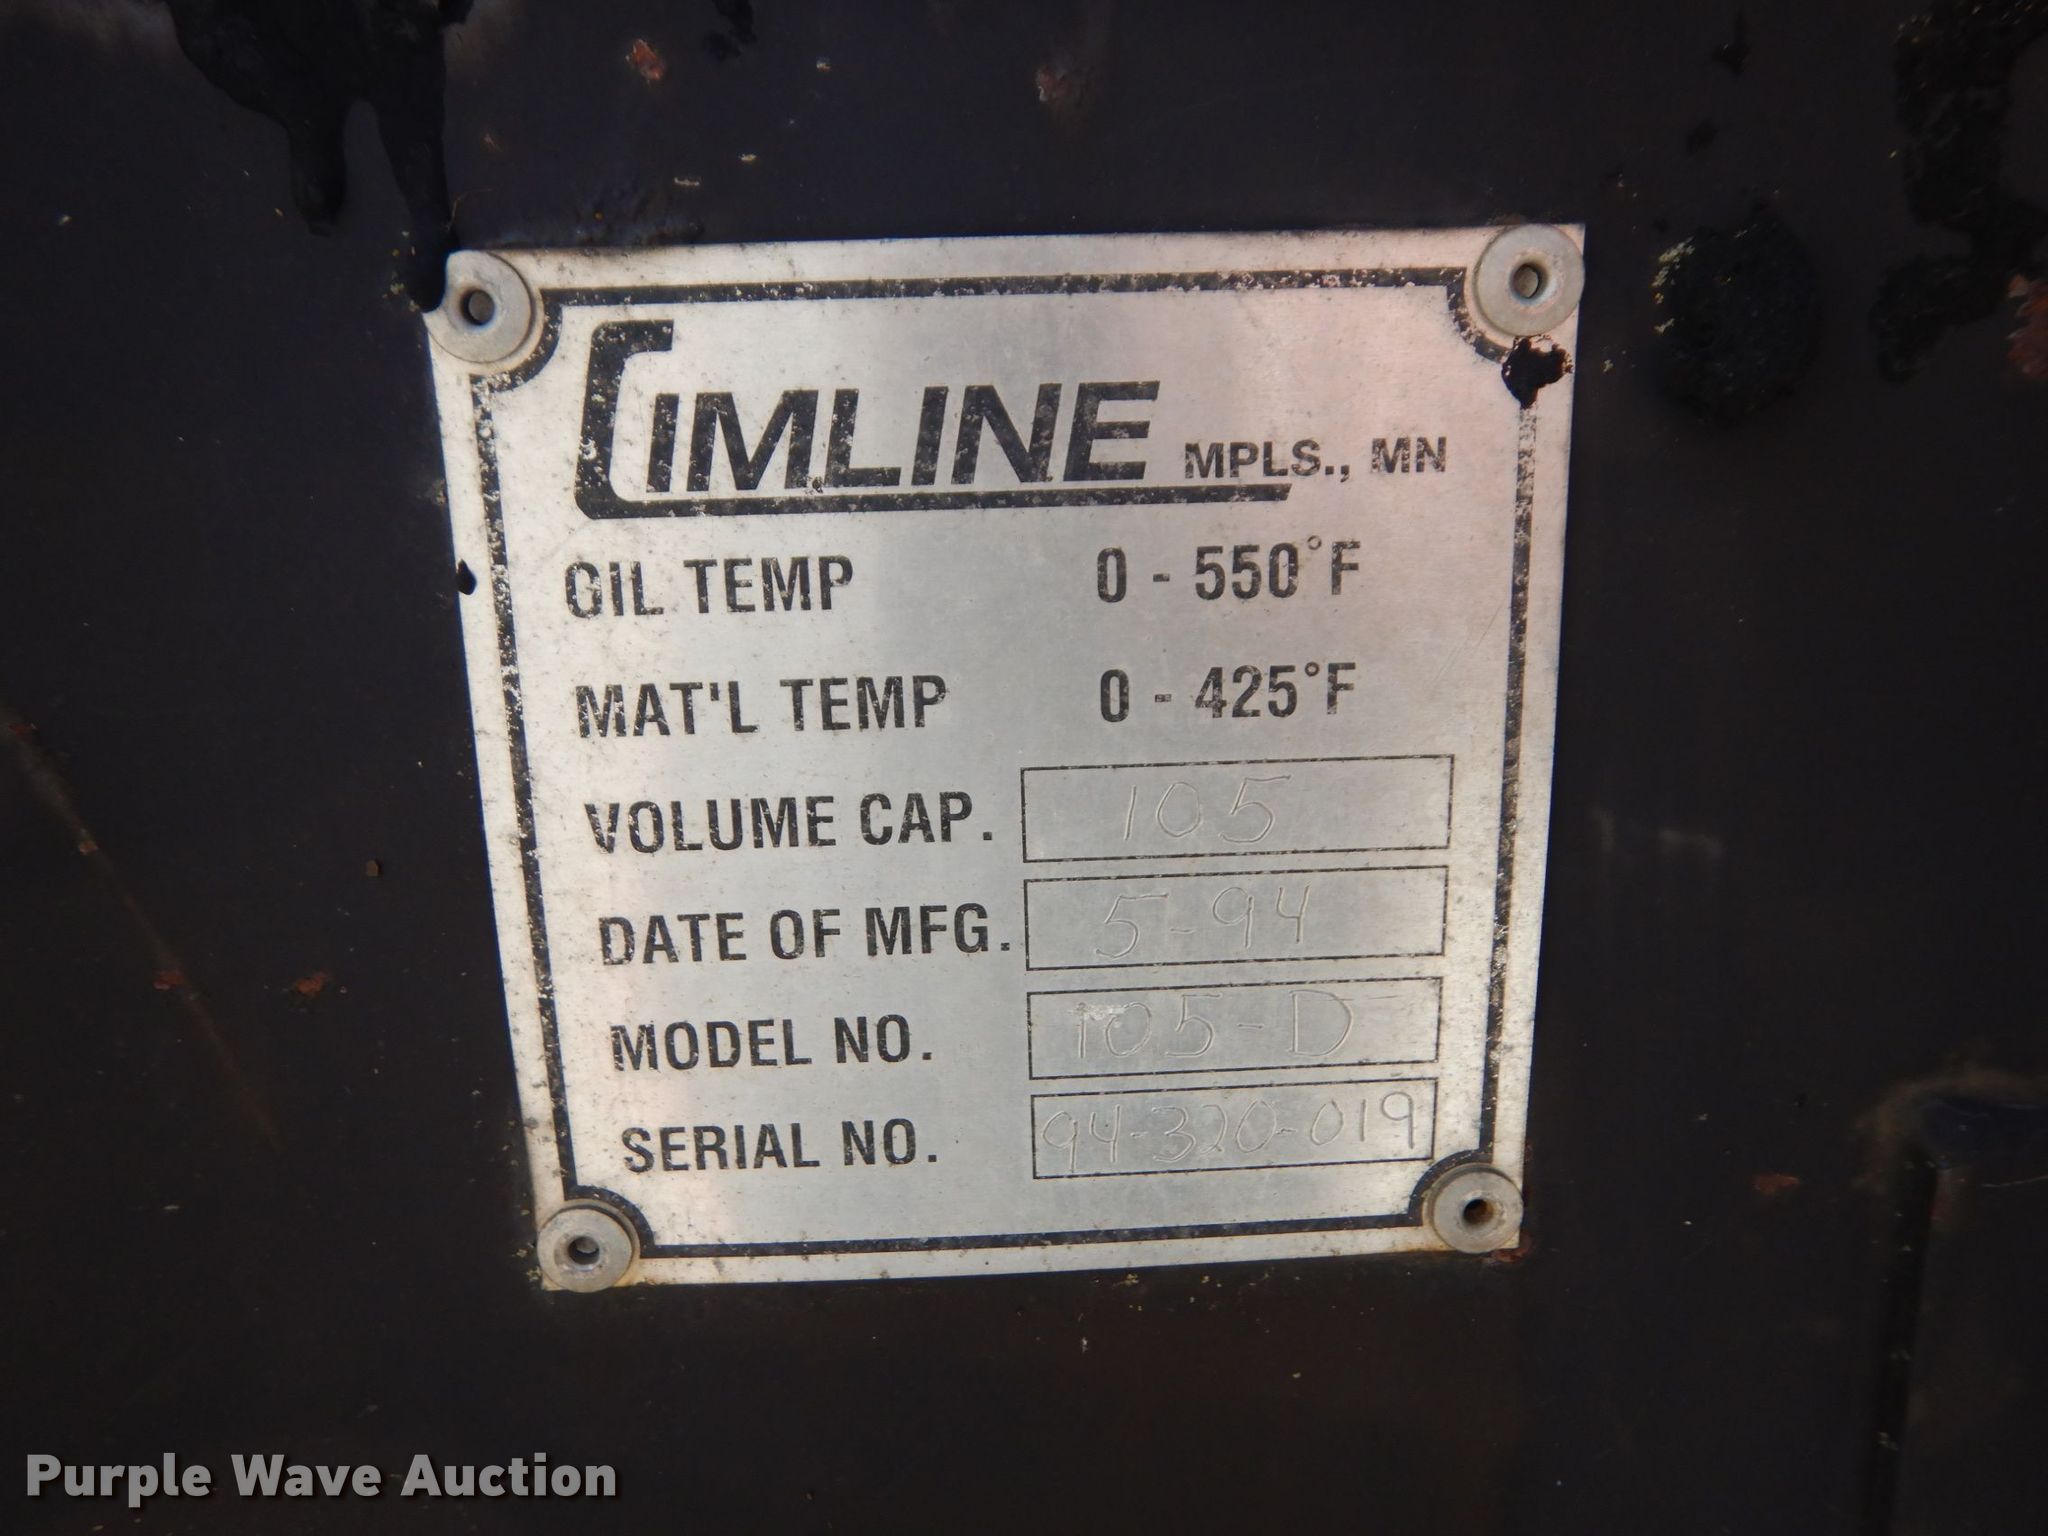 CIMLINE MPLS., MN
OIL TEMP 0 - 550°F
MAT'L TEMP 0 - 425°F
VOLUME CAP. 105
DATE OF MFG. 5-94
MODEL NO. 105-D
SERIAL NO. 94-320-019
Purple Wave Auction